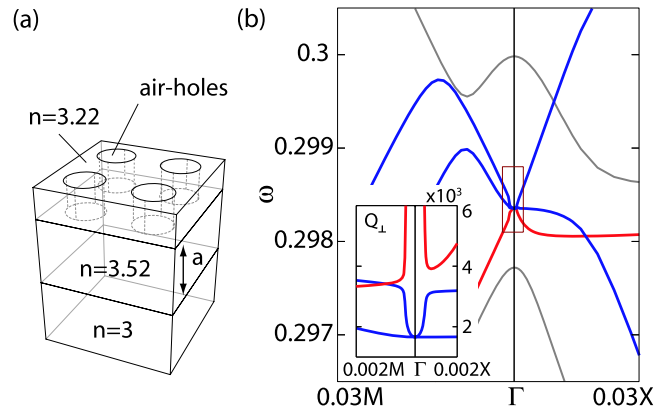 (a)
air-holes
n=3.22
n=3.52
a
n=3
(b)
0.3
0.299
0.298
0.297
ω
0.03M
Γ
0.03X
Q⊥
×10³
6
4
2
0.002M
Γ
0.002X